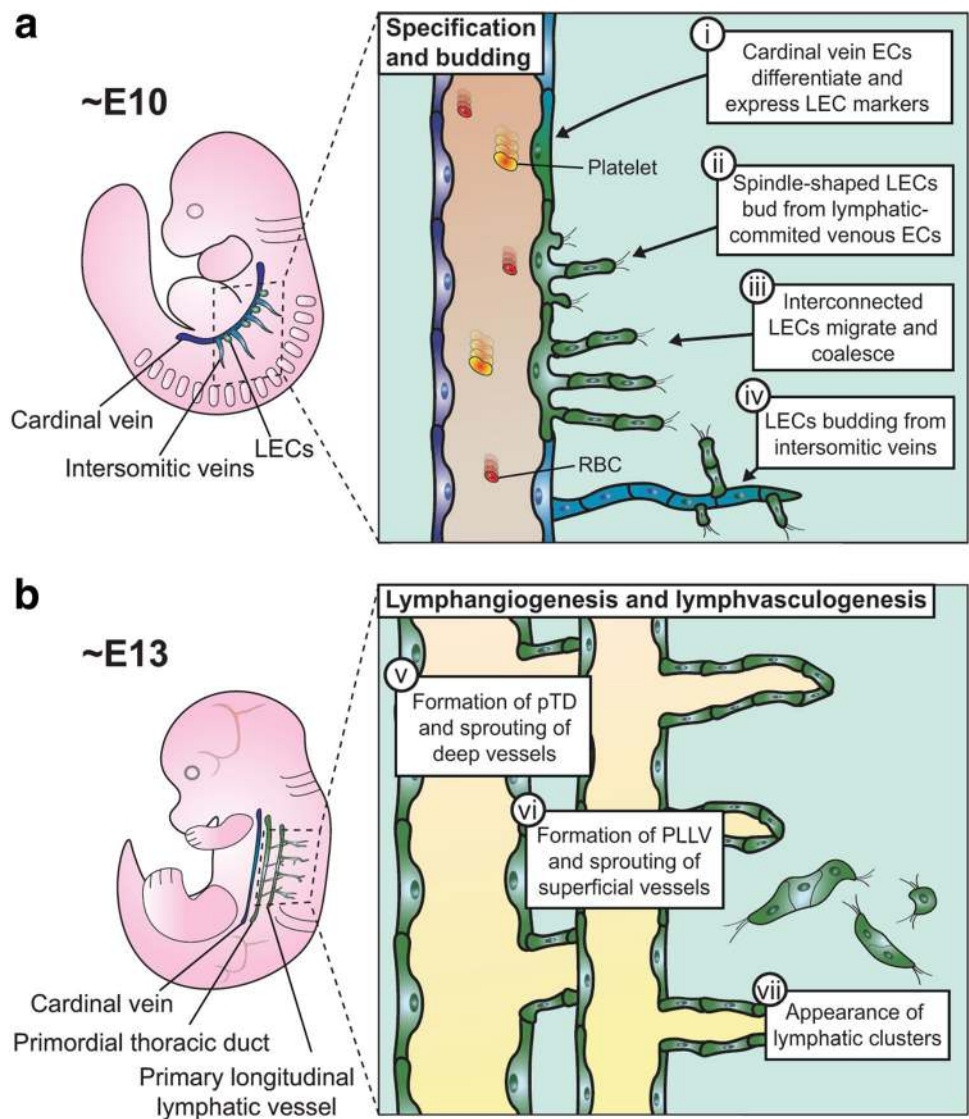 a
~E10
Cardinal vein
Intersomitic veins
LECs
Specification
and budding
Platelet
RBC
i
Cardinal vein ECs
differentiate and
express LEC markers
ii
Spindle-shaped LECs
bud from lymphatic-
commited venous ECs
iii
Interconnected
LECs migrate and
coalesce
iv
LECs budding from
intersomitic veins
b
~E13
Cardinal vein
Primordial thoracic duct
Primary longitudinal
lymphatic vessel
Lymphangiogenesis and lymphvasculogenesis
v
Formation of pTD
and sprouting of
deep vessels
vi
Formation of PLLV
and sprouting of
superficial vessels
vii
Appearance of
lymphatic clusters